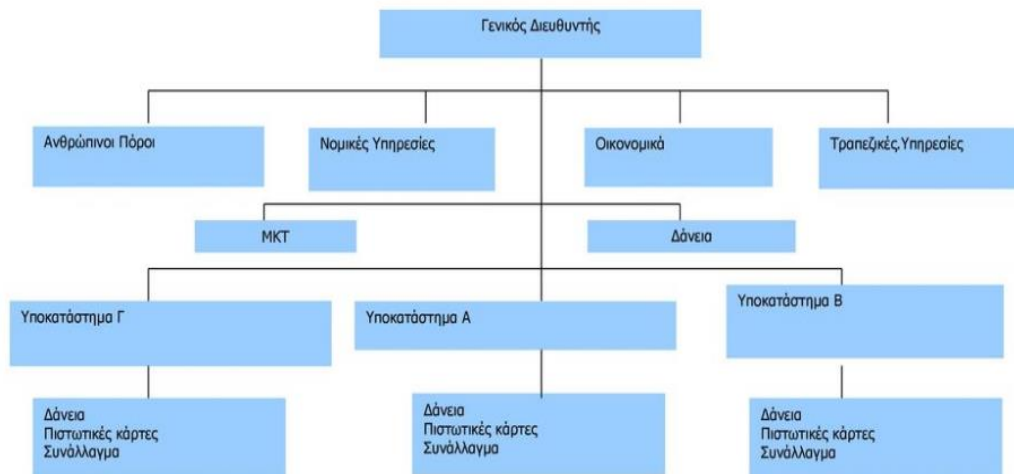 Γενικός Διευθυντής
Ανθρώπινοι Πόροι
Νομικές Υπηρεσίες
Οικονομικά
Τραπεζικές.Υπηρεσίες
ΜΚΤ
Δάνεια
Υποκατάστημα Γ
Υποκατάστημα Α
Υποκατάστημα Β
Δάνεια
Πιστωτικές κάρτες
Συνάλλαγμα
Δάνεια
Πιστωτικές κάρτες
Συνάλλαγμα
Δάνεια
Πιστωτικές κάρτες
Συνάλλαγμα